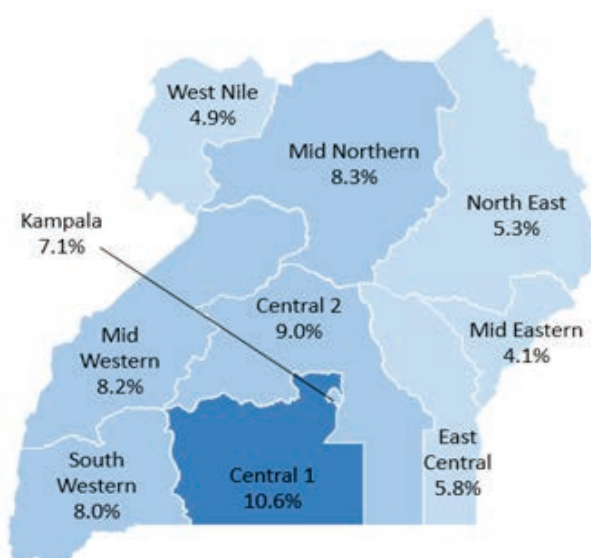 West Nile
4.9%
Mid Northern
8.3%
North East
5.3%
Kampala
7.1%
Central 2
9.0%
Mid
Western
8.2%
Mid Eastern
4.1%
East
Central
5.8%
South
Western
8.0%
Central 1
10.6%